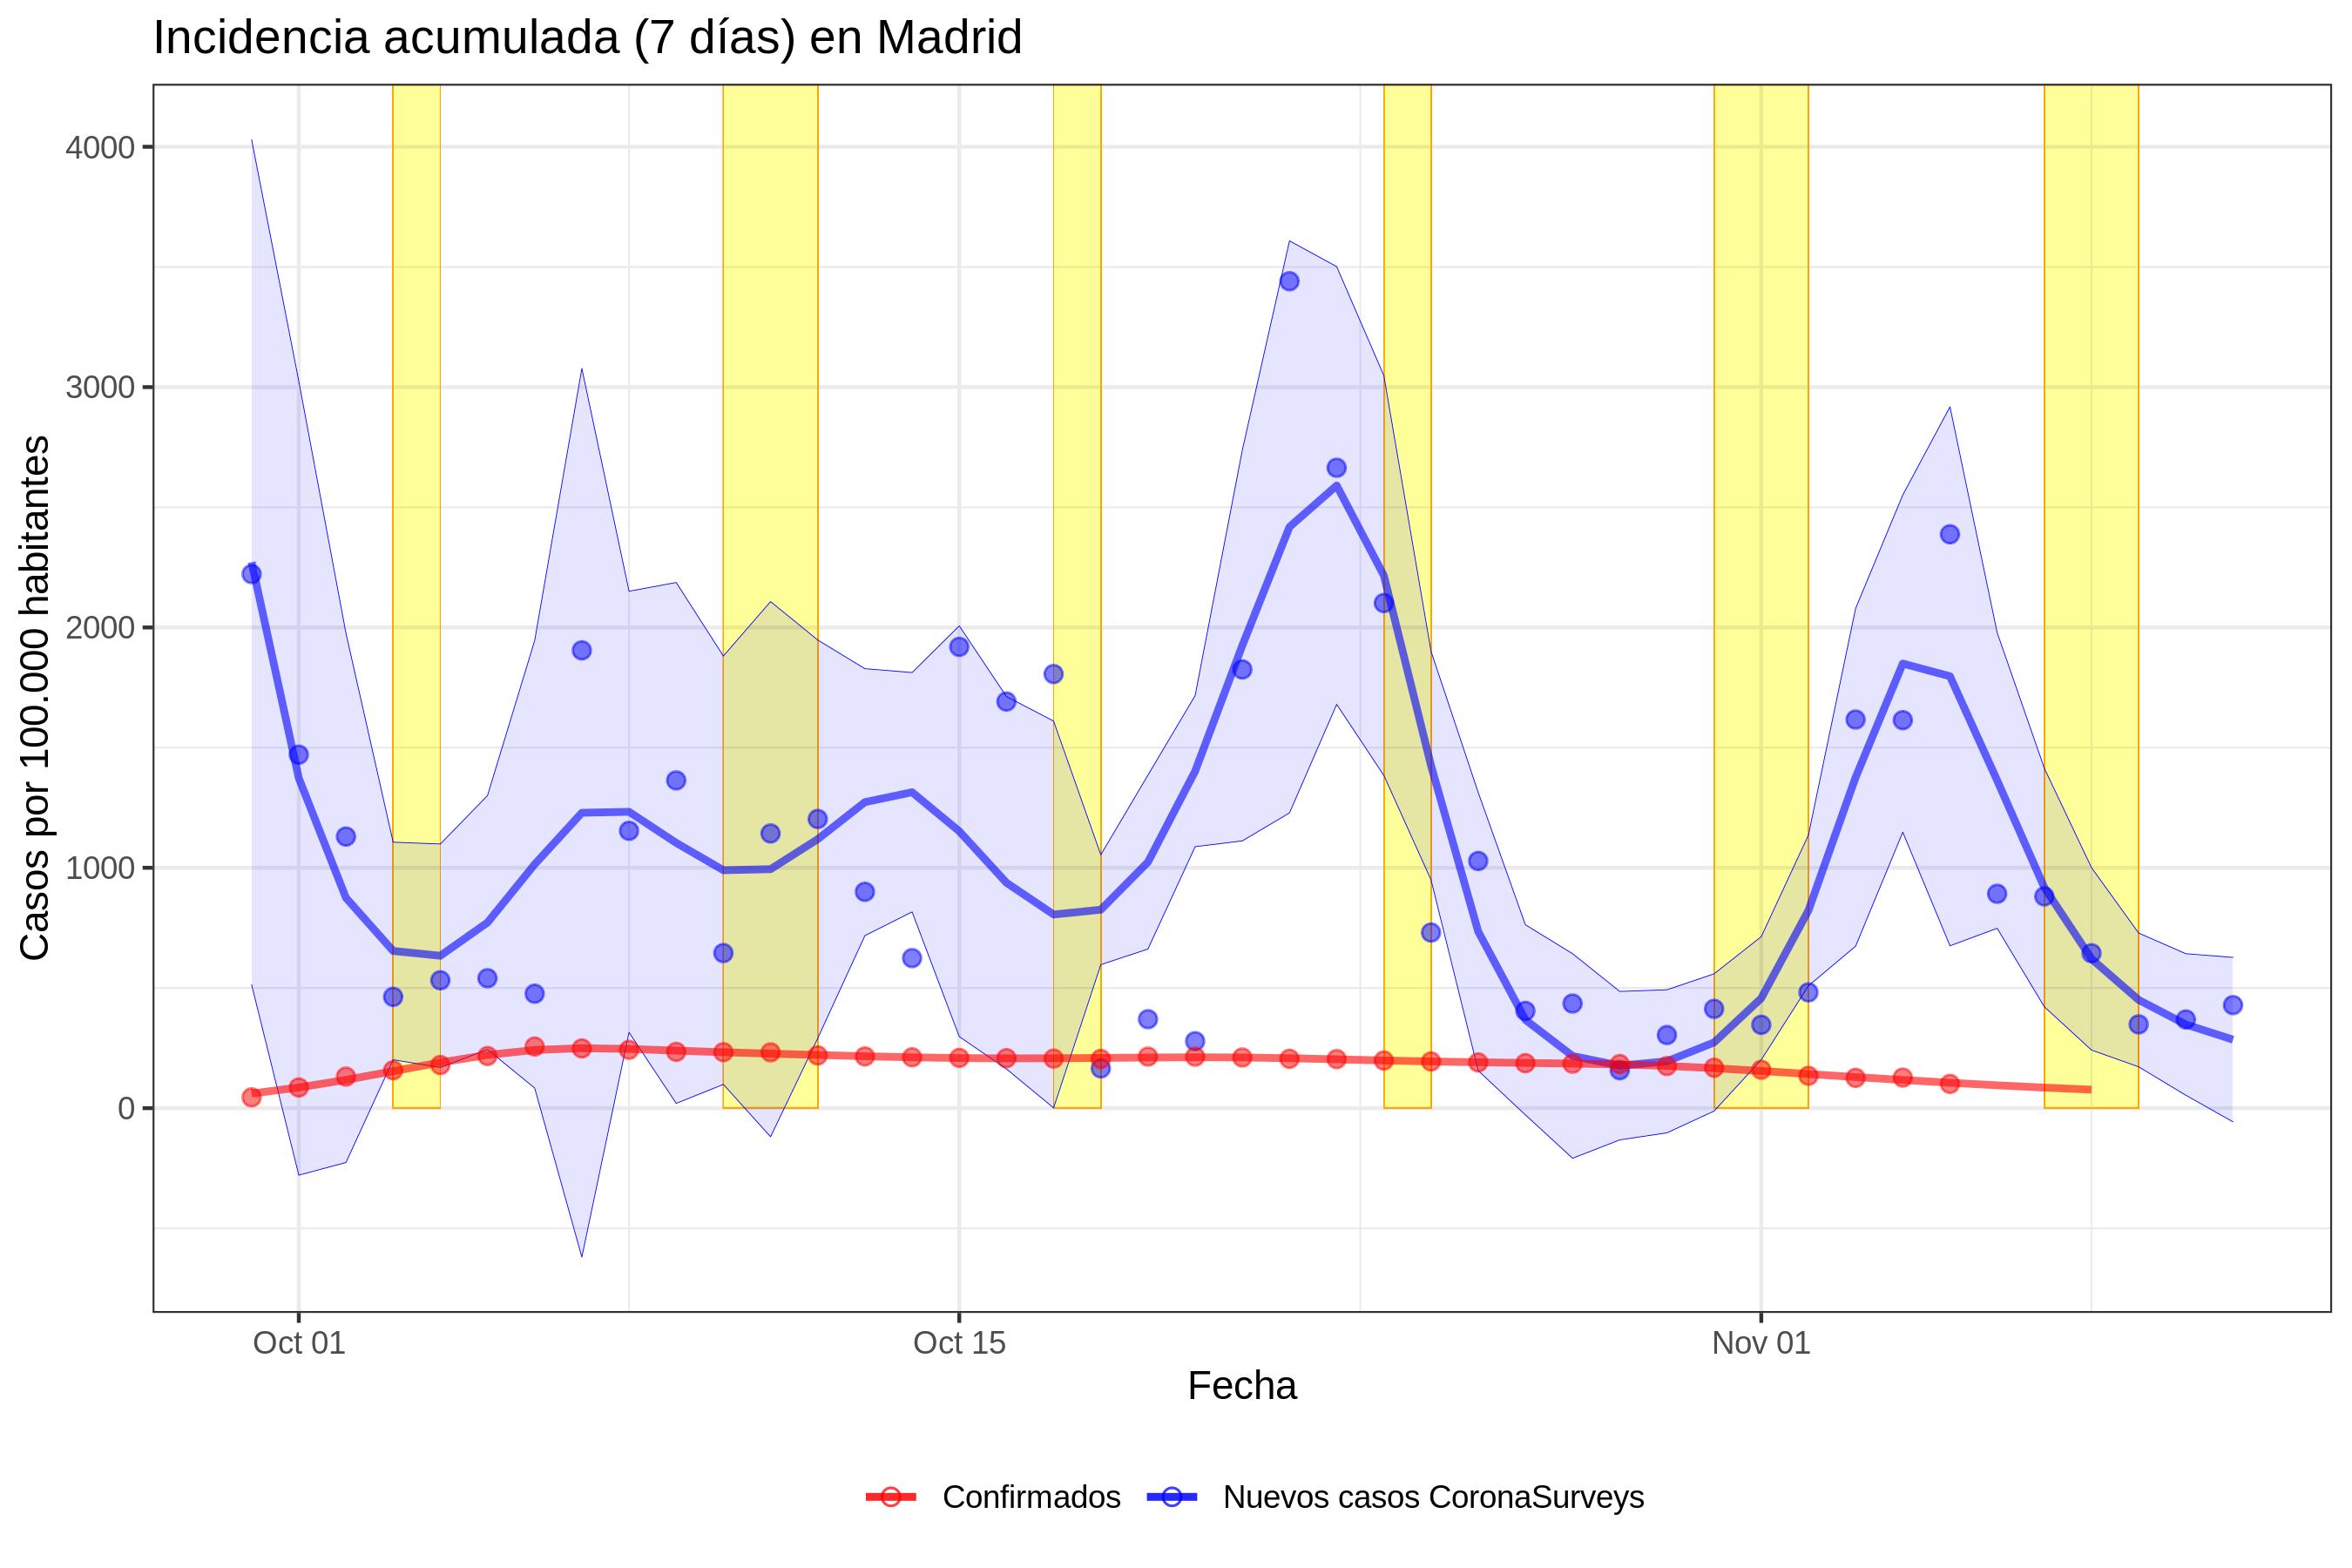 Incidencia acumulada (7 días) en Madrid
Casos por 100.000 habitantes
4000
3000
2000
1000
0
Oct 01
Oct 15
Nov 01
Fecha
Confirmados
Nuevos casos CoronaSurveys